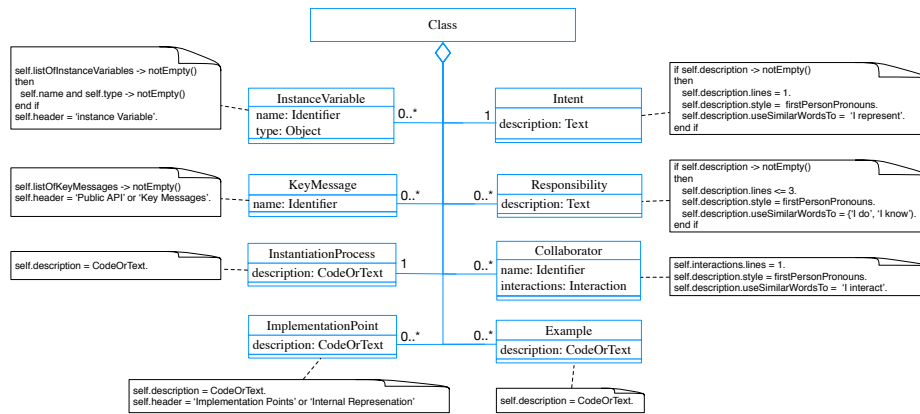 Class
self.listOfInstanceVariables -> notEmpty()
then
self.name and self.type -> notEmpty()
end if
self.header = 'instance Variable'.
InstanceVariable
name: Identifier
type: Object
0..*
1
Intent
description: Text
if self.description -> notEmpty()
then
self.description.lines = 1.
self.description.style = firstPersonPronouns.
self.description.useSimilarWordsTo = 'I represent'.
end if
self.listOfKeyMessages -> notEmpty()
self.header = 'Public API' or 'Key Messages'.
KeyMessage
name: Identifier
0..*
0..*
Responsibility
description: Text
if self.description -> notEmpty()
then
self.description.lines <= 3.
self.description.style = firstPersonPronouns.
self.description.useSimilarWordsTo = {'I do', 'I know').
end if
self.description = CodeOrText.
InstantiationProcess
description: CodeOrText
1
0..*
Collaborator
name: Identifier
interactions: Interaction
self.interactions.lines = 1.
self.description.style = firstPersonPronouns.
self.description.useSimilarWordsTo = 'I interact'.
ImplementationPoint
description: CodeOrText
0..*
0..*
Example
description: CodeOrText
self.description = CodeOrText.
self.header = 'Implementation Points' or 'Internal Represenation'
self.description = CodeOrText.